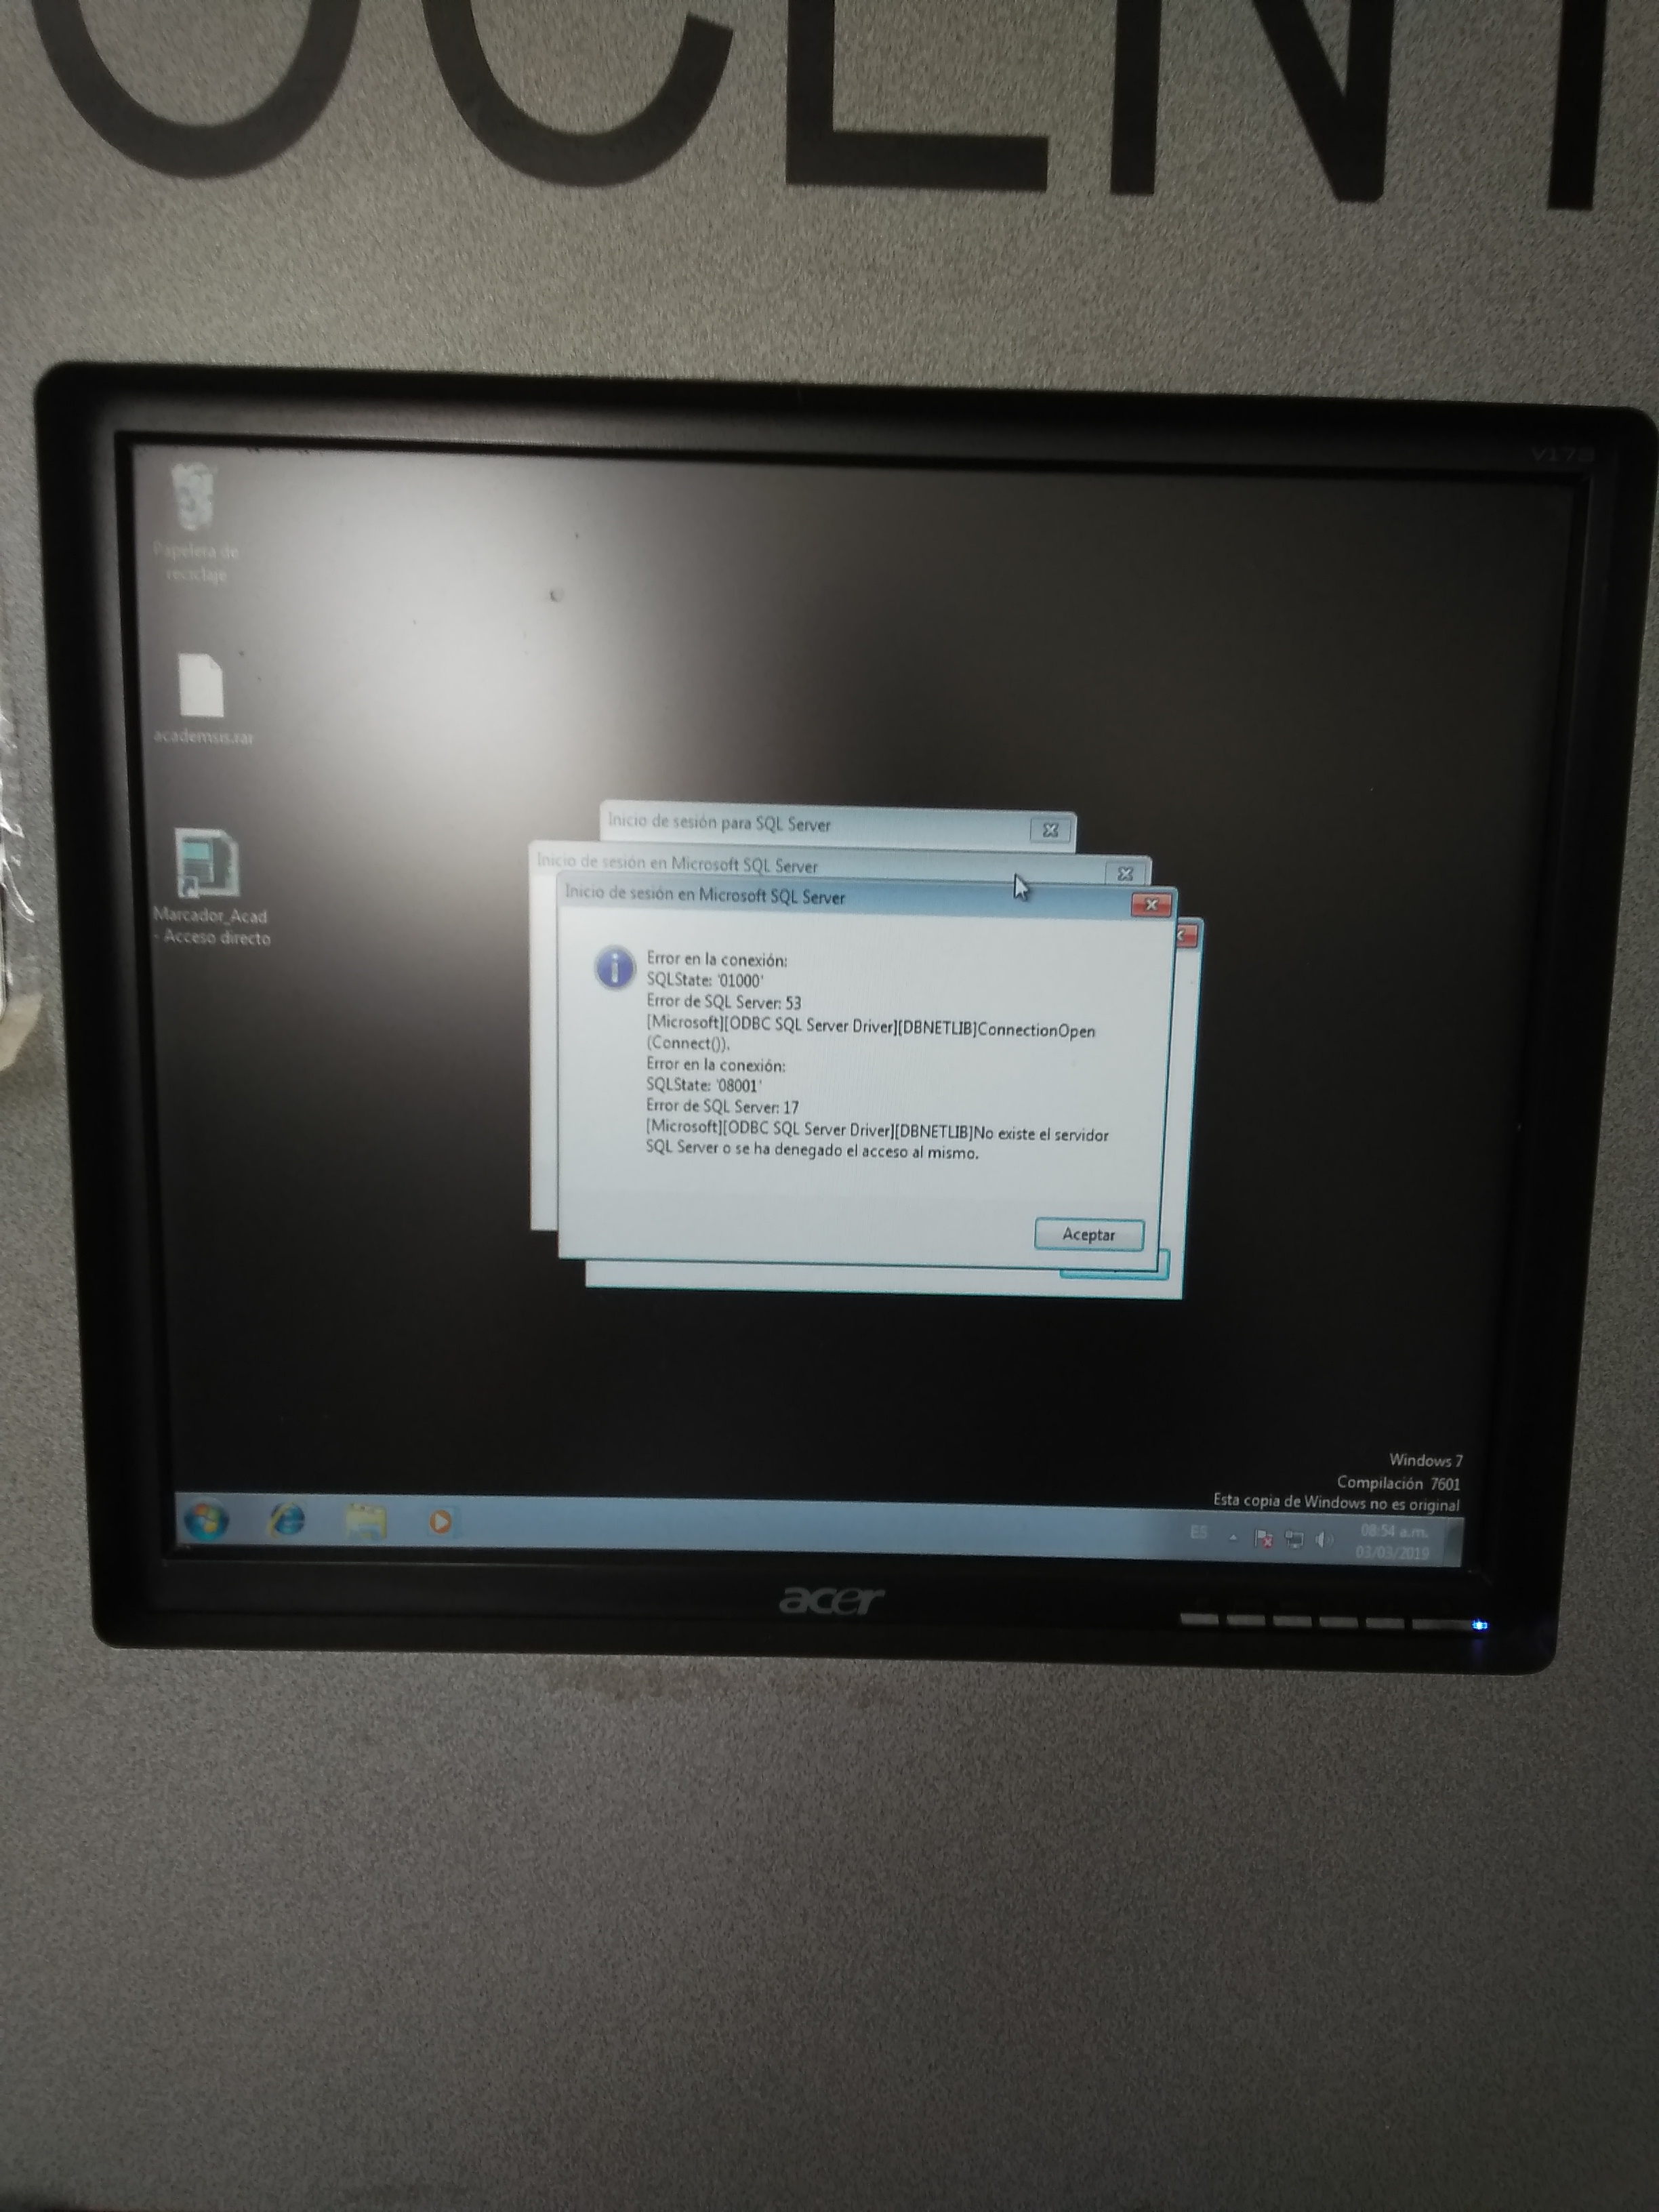 OCENT
V173
Papelera de
reciclaje
academsis.rar
Marcador_Acad
- Acceso directo
Inicio de sesión para SQL Server
Inicio de sesión en Microsoft SQL Server
Inicio de sesión en Microsoft SQL Server
Error en la conexión:
SQLState: '01000'
Error de SQL Server: 53
[Microsoft][ODBC SQL Server Driver][DBNETLIB]ConnectionOpen
(Connect()).
Error en la conexión:
SQLState: '08001'
Error de SQL Server: 17
[Microsoft][ODBC SQL Server Driver][DBNETLIB]No existe el servidor
SQL Server o se ha denegado el acceso al mismo.
Aceptar
Windows 7
Compilación 7601
Esta copia de Windows no es original
ES
08:54 a.m.
03/03/2019
acer